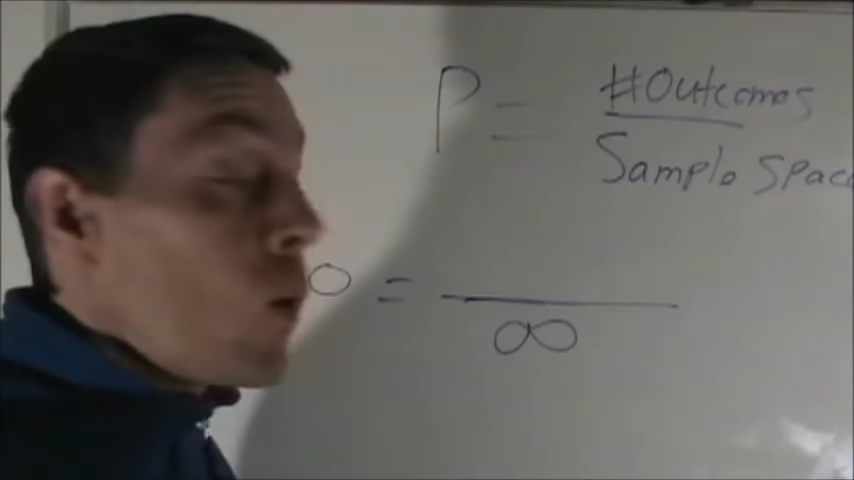 P = #Outcomes
Sample Space
0 = 
∞